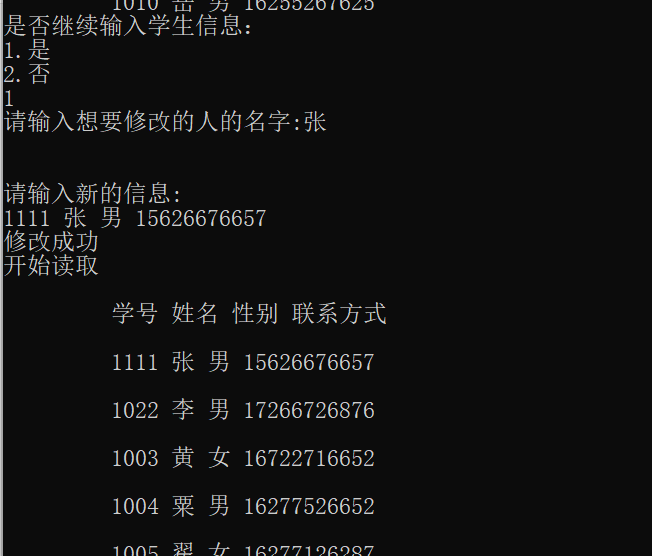 1010 岳 男 16255267625
是否继续输入学生信息:
1.是
2.否
1
请输入想要修改的人的名字:张
请输入新的信息:
1111 张 男 15626676657
修改成功
开始读取
学号 姓名 性别 联系方式
1111 张 男 15626676657
1022 李 男 17266726876
1003 黄 女 16722716652
1004 粟 男 16277526652
1005 翟 女 16277126287